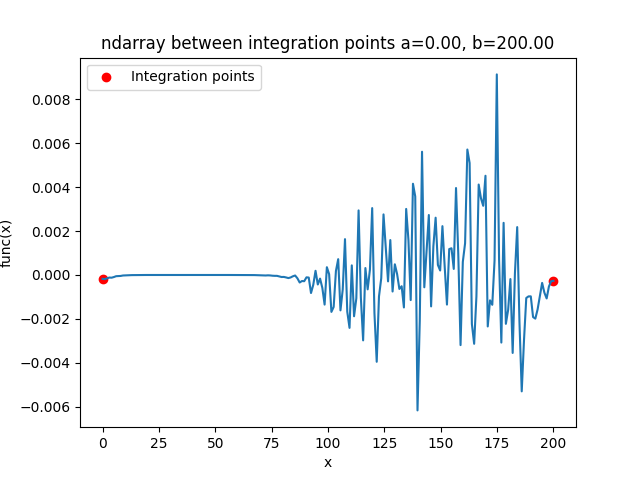 ndarray between integration points a=0.00, b=200.00
Integration points
0.008
0.006
0.004
0.002
0.000
−0.002
−0.004
−0.006
func(x)
0 25 50 75 100 125 150 175 200
x